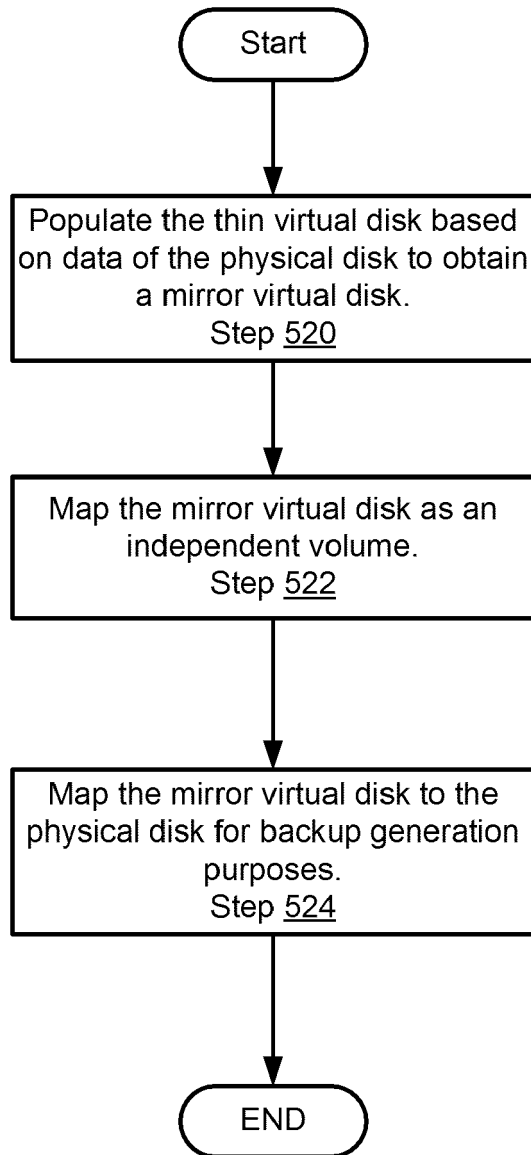 Start
Populate the thin virtual disk based
on data of the physical disk to obtain
a mirror virtual disk.
Step 520
Map the mirror virtual disk as an
independent volume.
Step 522
Map the mirror virtual disk to the
physical disk for backup generation
purposes.
Step 524
END